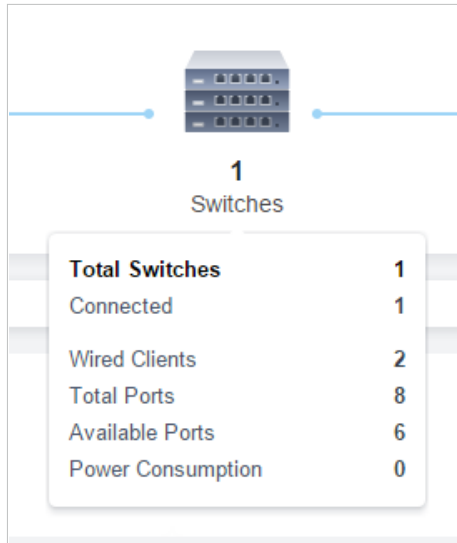 1
Switches
Total Switches 1
Connected 1
Wired Clients 2
Total Ports 8
Available Ports 6
Power Consumption 0